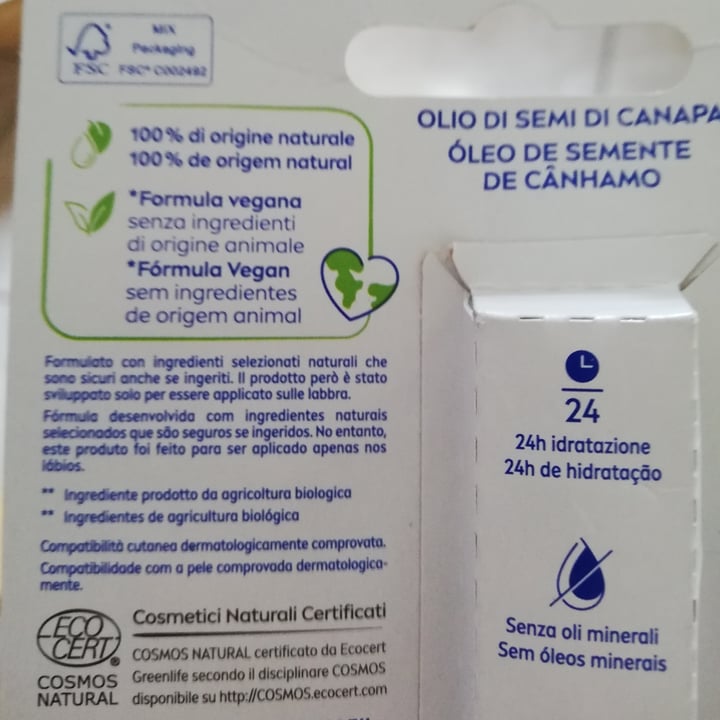 MIX
Packaging
FSC FSC® C002492
OLIO DI SEMI DI CANAPA
ÓLEO DE SEMENTE
DE CÂNHAMO
100% di origine naturale
100% de origem natural
*Formula vegana
senza ingredienti
di origine animale
*Fórmula Vegan
sem ingredientes
de origem animal
Formulato con ingredienti selezionati naturali che
sono sicuri anche se ingeriti. Il prodotto però è stato
sviluppato solo per essere applicato sulle labbra.
Fórmula desenvolvida com ingredientes naturais
selecionados que são seguros se ingeridos. No entanto,
este produto foi feito para ser aplicado apenas nos
lábios.
** Ingrediente prodotto da agricoltura biologica
** Ingredientes de agricultura biológica
Compatibilità cutanea dermatologicamente comprovata.
Compatibilidade com a pele comprovada dermatologica-
mente.
ECO
CERT®
COSMOS
NATURAL
Cosmetici Naturali Certificati
COSMOS NATURAL certificato da Ecocert
Greenlife secondo il disciplinare COSMOS
disponibile su http://COSMOS.ecocert.com
24
24h idratazione
24h de hidratação
Senza oli minerali
Sem óleos minerais